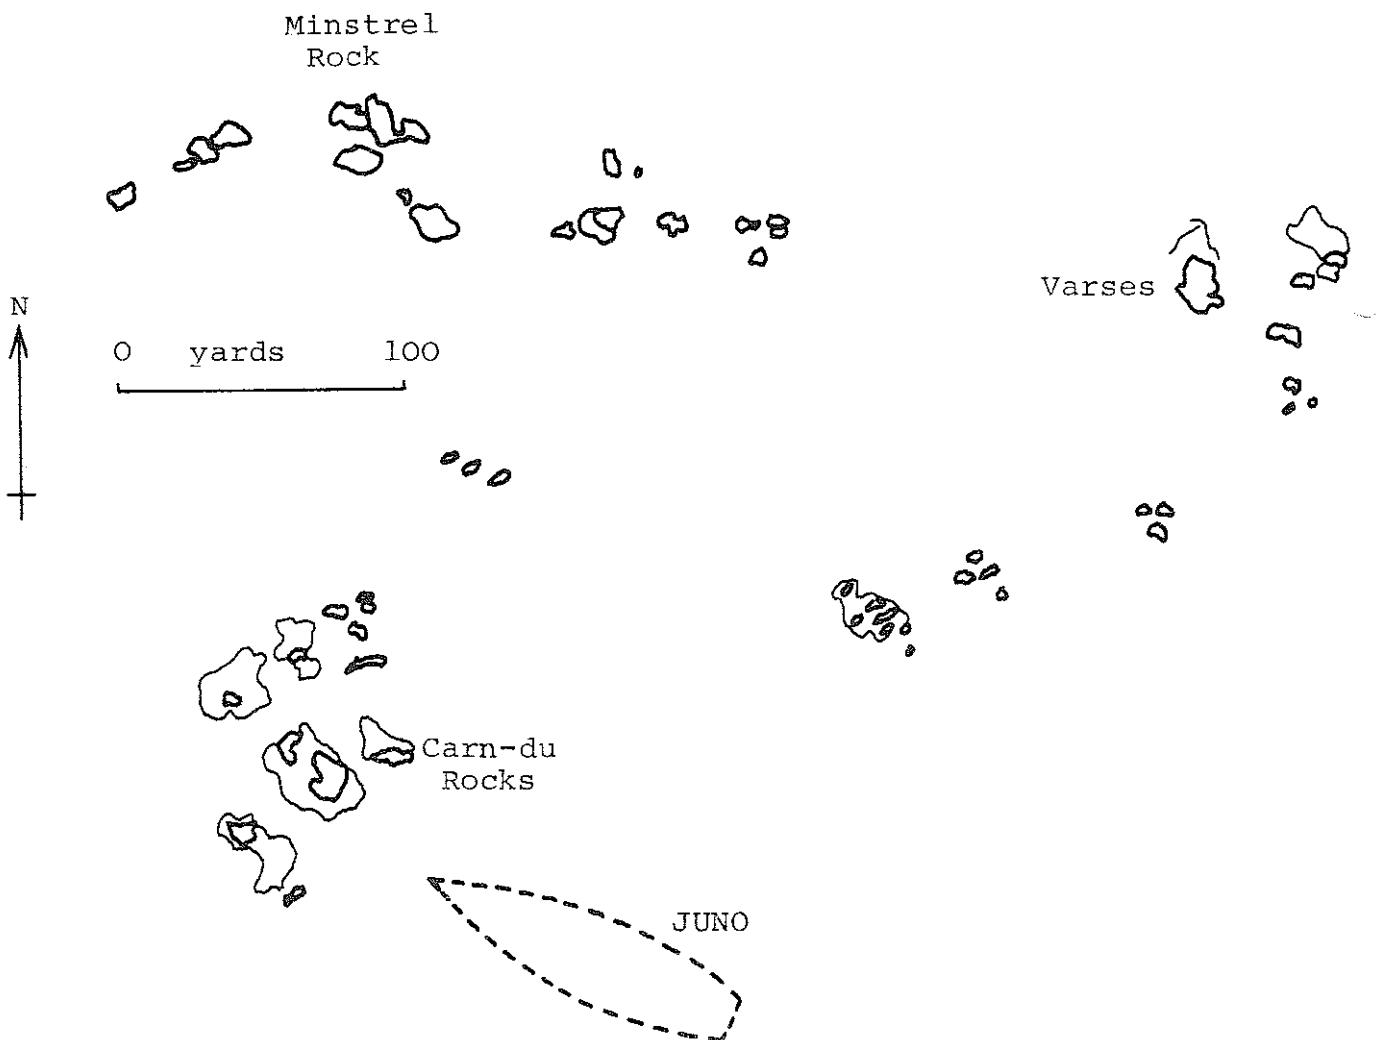 Minstrel
Rock
Varses
N
0 yards 100
Carn-du
Rocks
JUNO